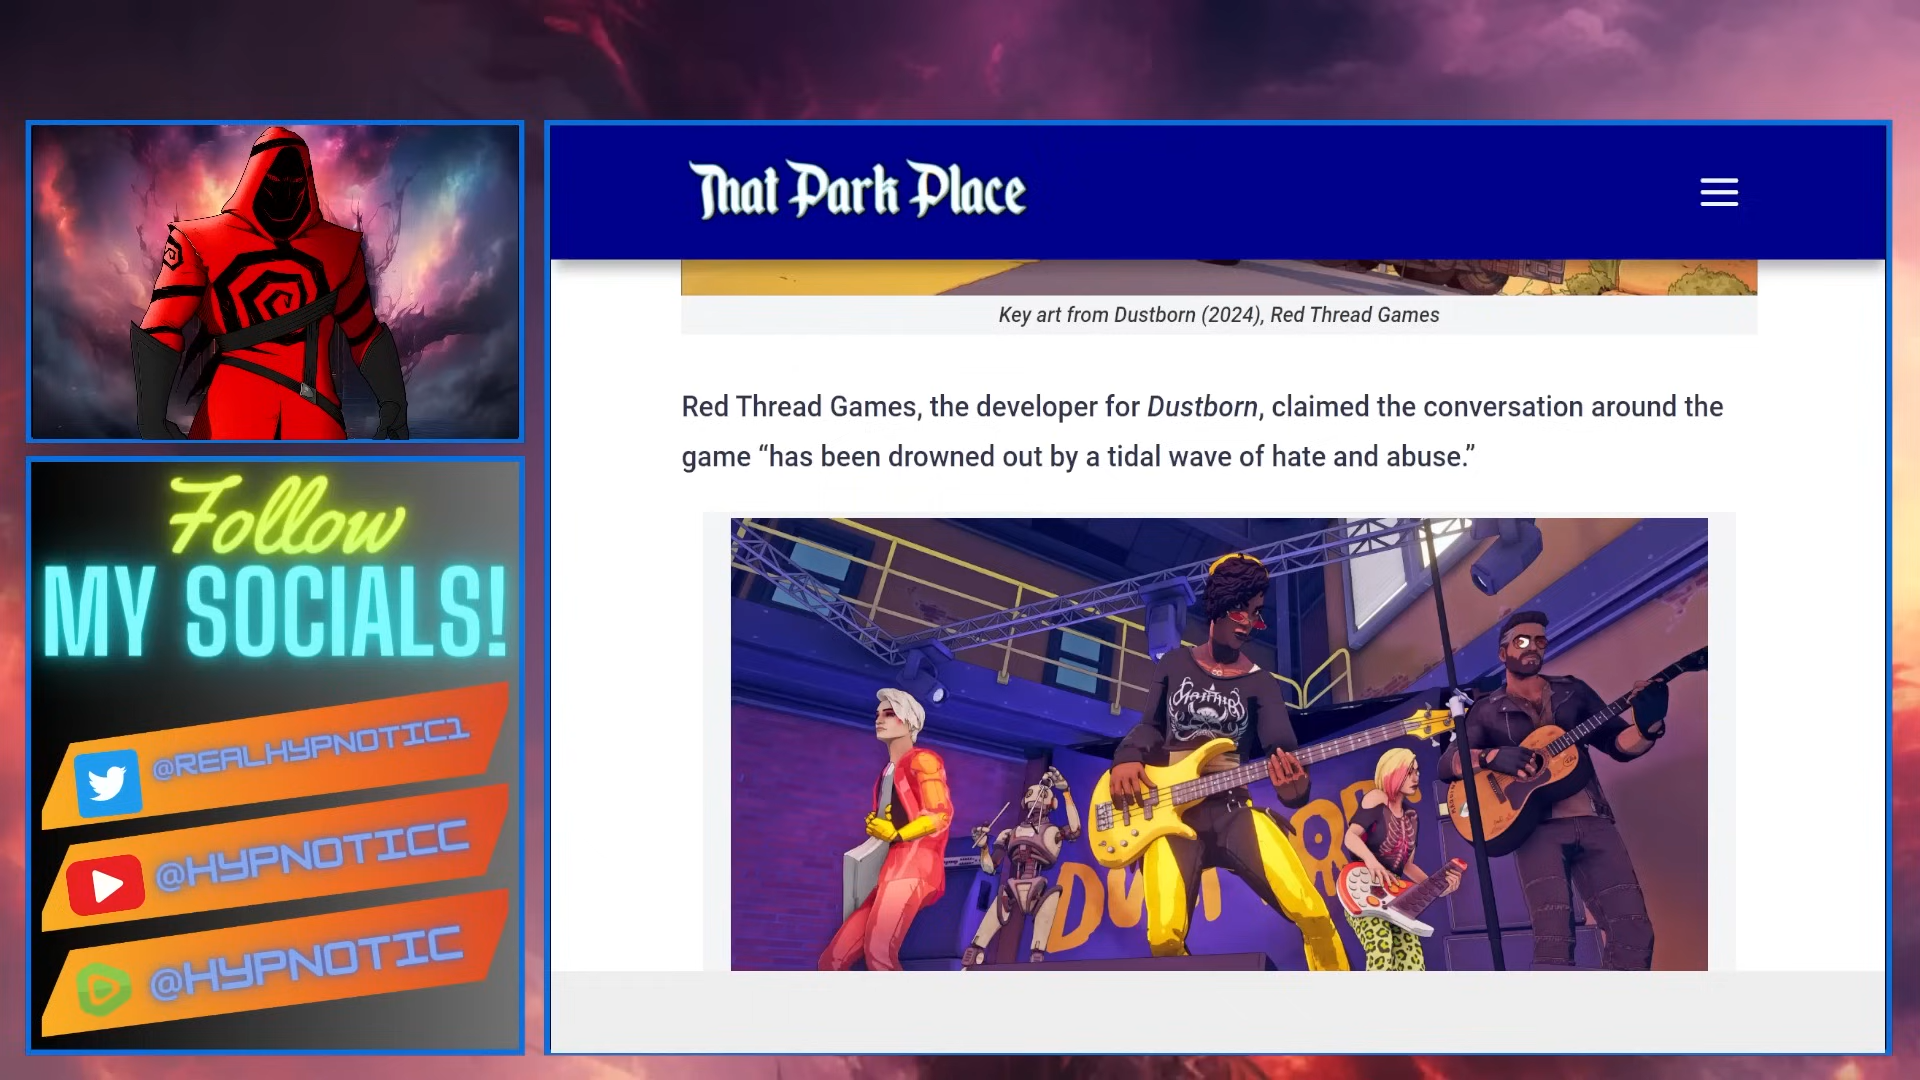 That Park Place
Key art from Dustborn (2024), Red Thread Games
Red Thread Games, the developer for Dustborn, claimed the conversation around the
game “has been drowned out by a tidal wave of hate and abuse.”
Follow
MY SOCIALS!
@REALHYPNOTIC1
@HYPNOTICC
@HYPNOTIC